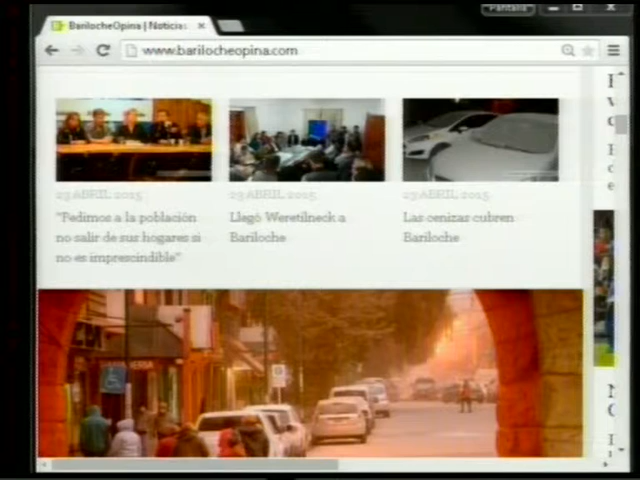 Pantalla
BarilocheOpina | Noticias
www.barilocheopina.com
23 ABRIL 2015
23 ABRIL 2015
23 ABRIL 2015
"Pedimos a la población
no salir de sus hogares si
no es imprescindible"
Llegó Weretilneck a
Bariloche
Las cenizas cubren
Bariloche